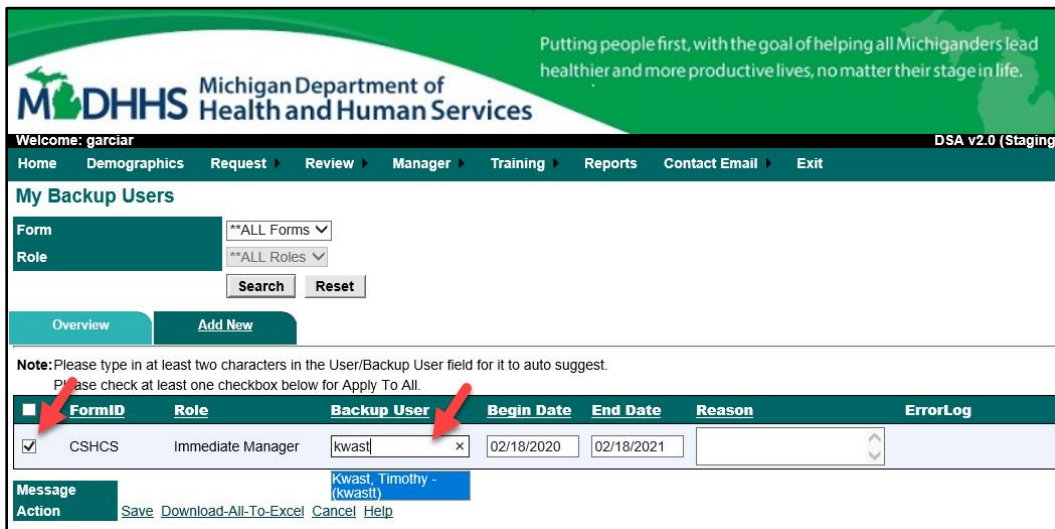 Putting people first, with the goal of helping all Michiganders lead
healthier and more productive lives, no matter their stage in life.
MDHHS Michigan Department of
Health and Human Services
Welcome: garciar DSA v2.0 (Staging
Home Demographics Request Review Manager Training Reports Contact Email Exit
My Backup Users
Form **ALL Forms
Role **ALL Roles
Search Reset
Overview Add New
Note: Please type in at least two characters in the User/Backup User field for it to auto suggest.
Please check at least one checkbox below for Apply To All.
FormID Role Backup User Begin Date End Date Reason ErrorLog
CSHCS Immediate Manager kwast × 02/18/2020 02/18/2021
Kwast, Timothy -
(kwastt)
Message
Action Save Download-All-To-Excel Cancel Help